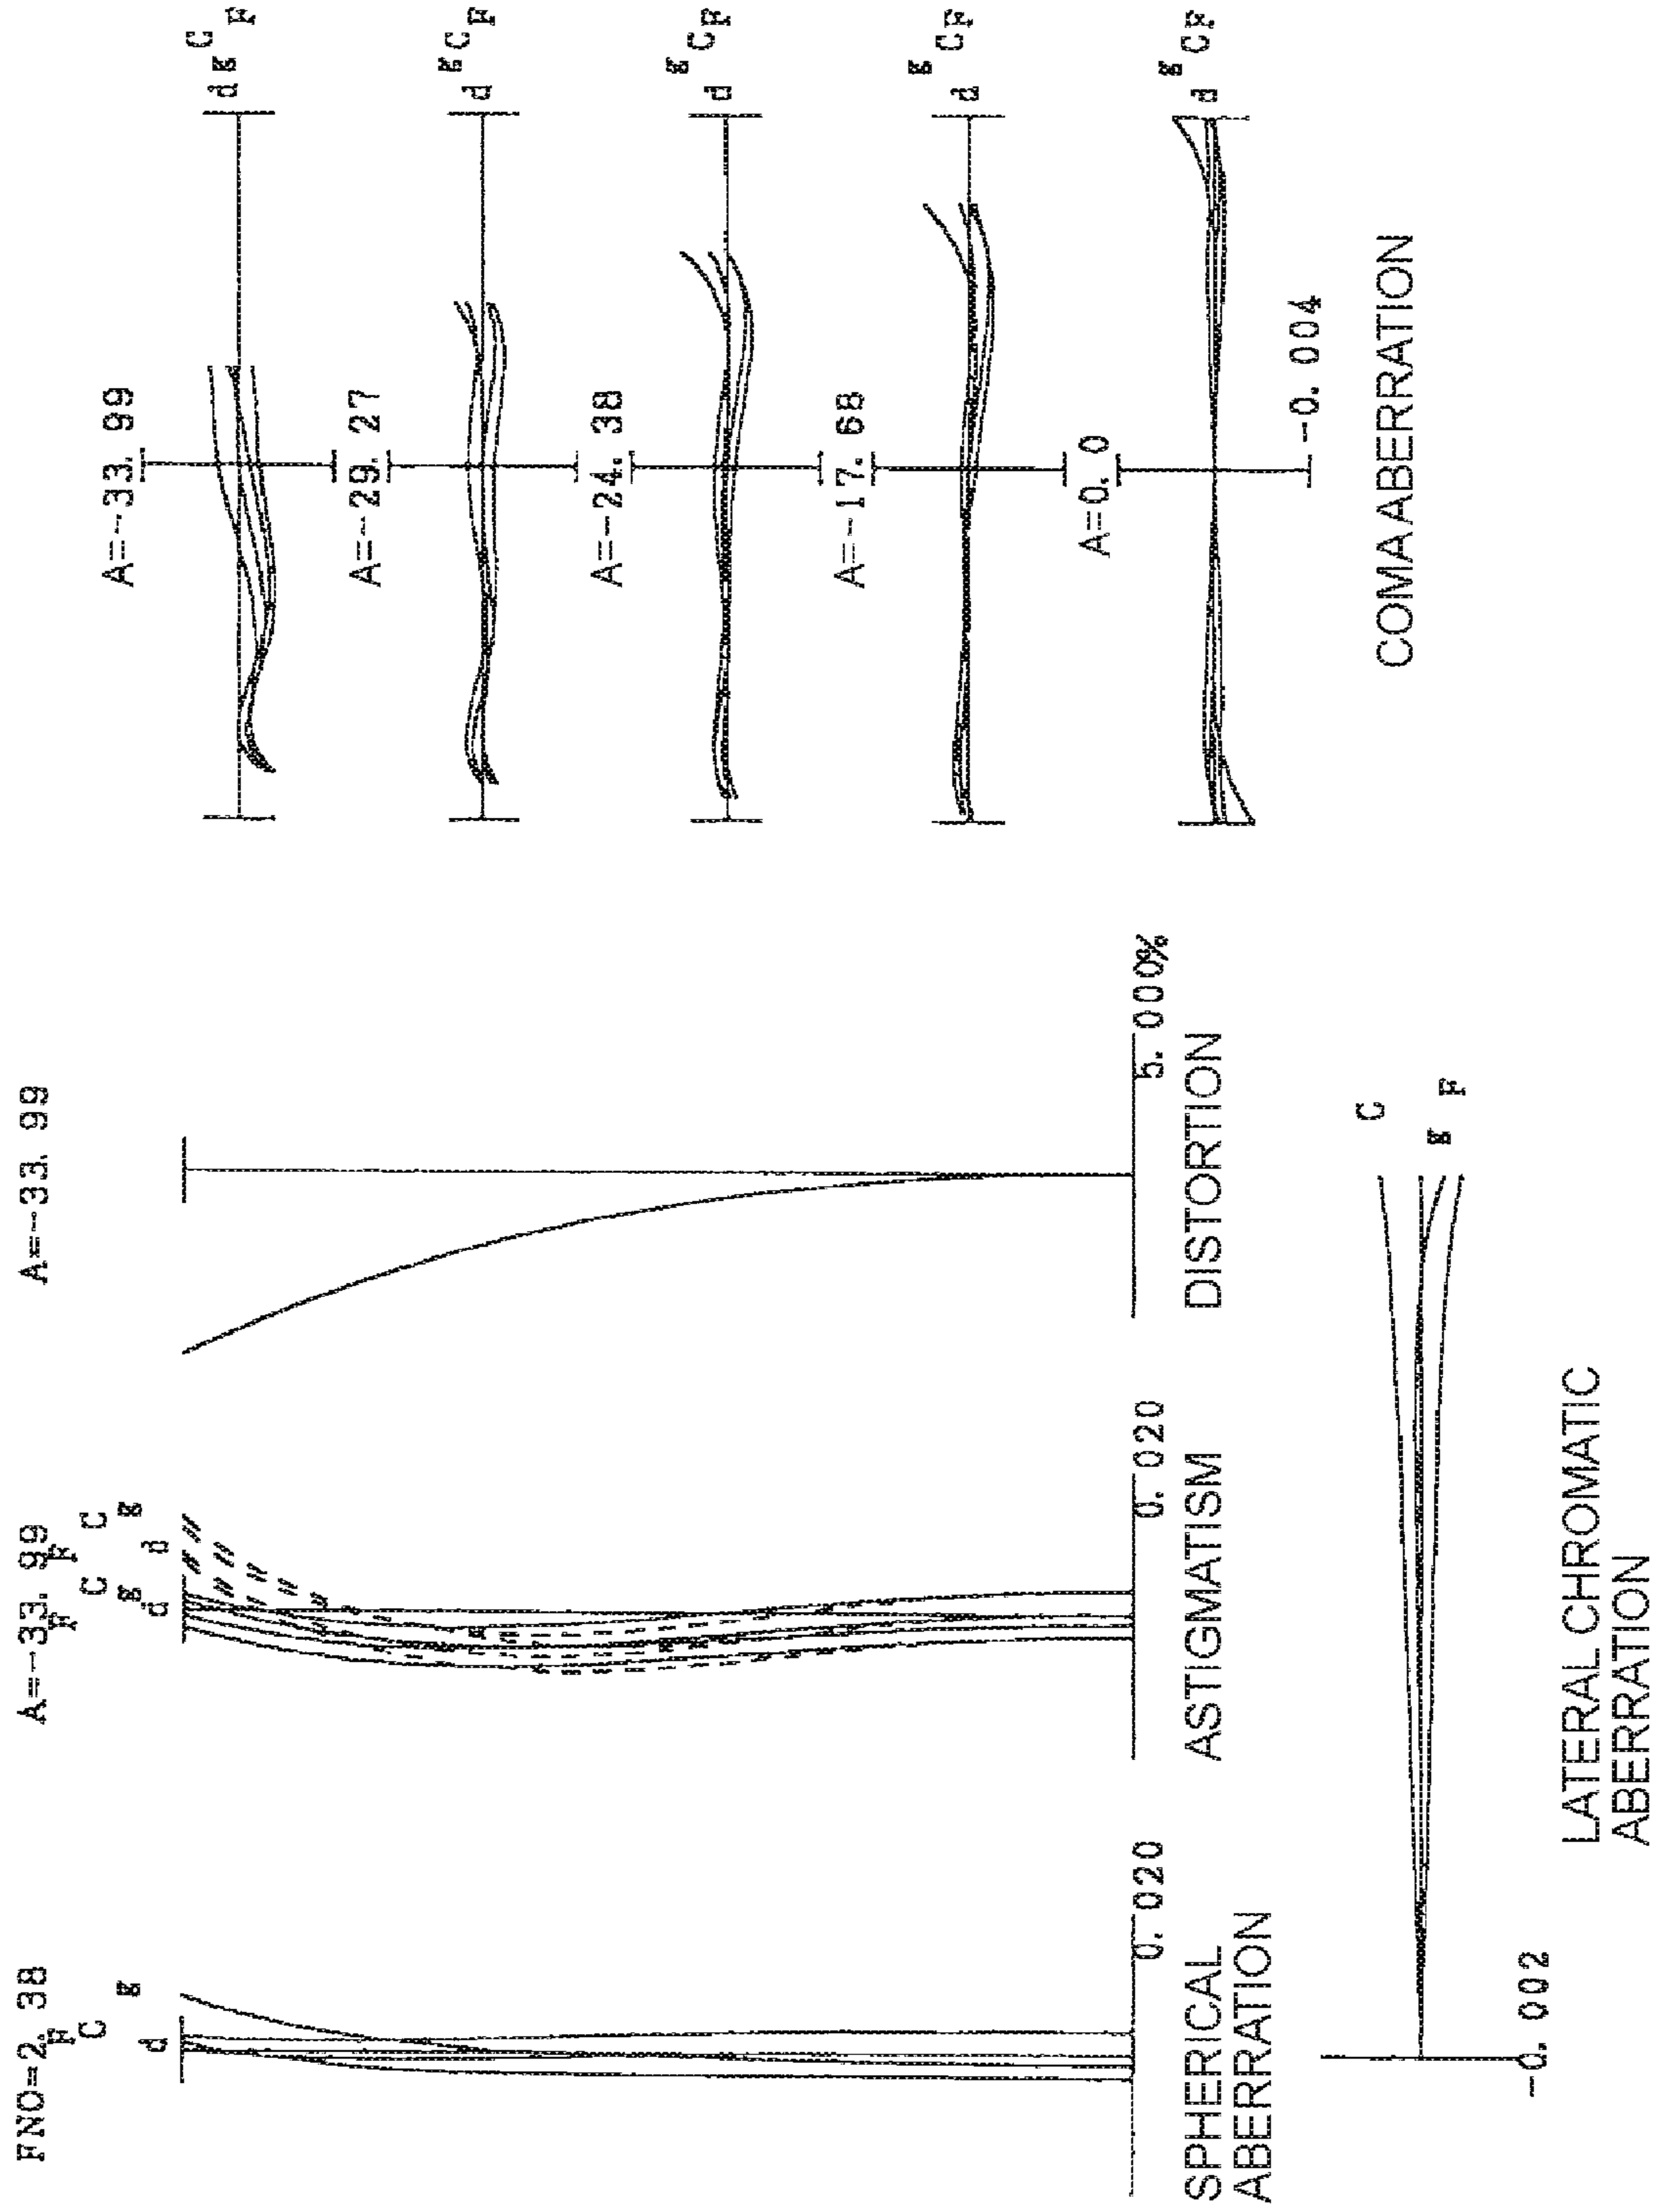 FNO=2. 38
F
C
g
d
0. 020
SPHERICAL
ABERRATION
A=-33. 99
F
C
g
d
F
C
g
d
0. 020
ASTIGMATISM
A=-33. 99
5. 000%
DISTORTION
C
g
F
-0. 002
LATERAL CHROMATIC
ABERRATION
A=-33. 99
d g C F
A=-29. 27
d g C F
A=-24. 38
d g C F
A=-17. 68
d g C F
A=0. 0
d g C F
-0. 004
COMA ABERRATION